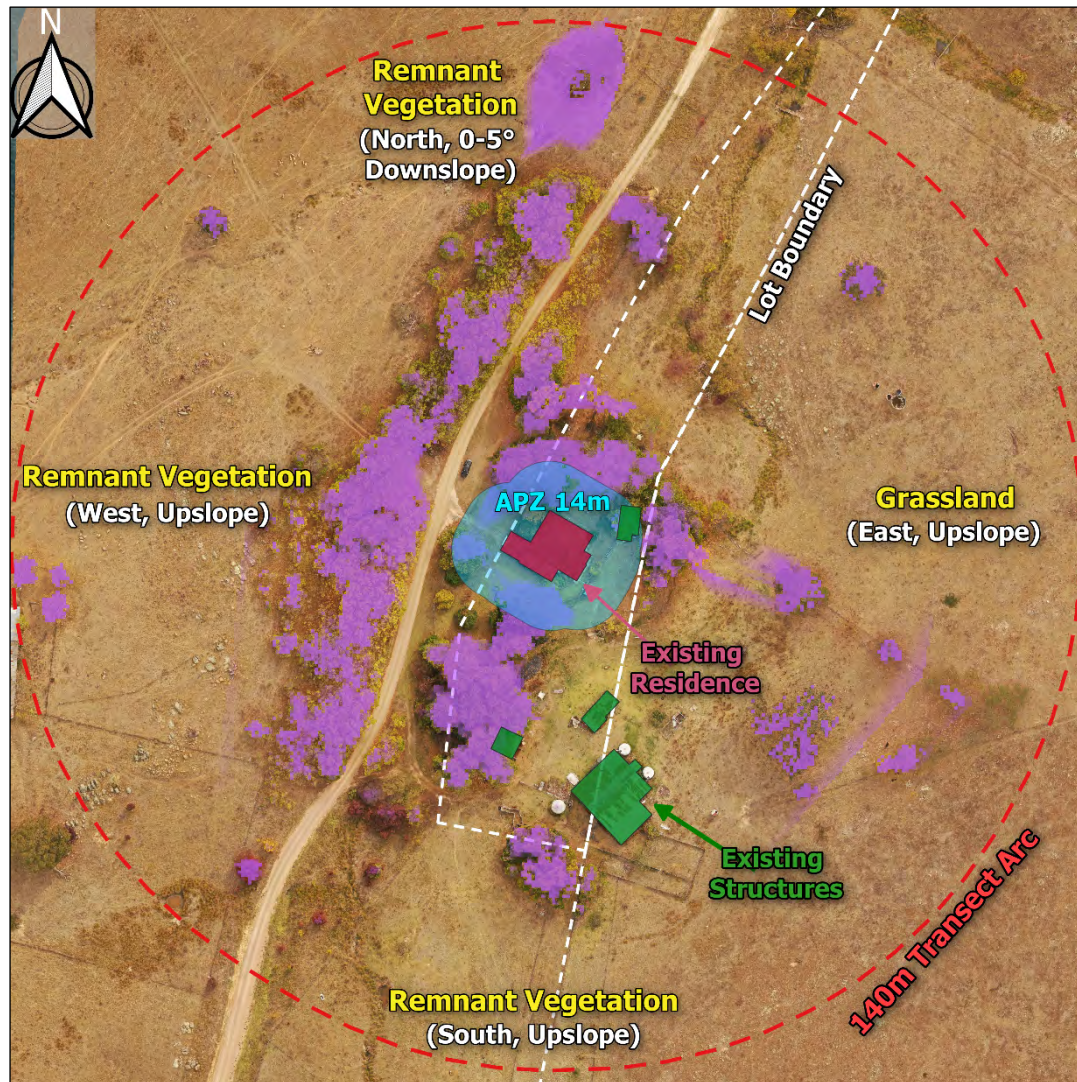 N
Remnant
Vegetation
(North, 0-5°
Downslope)
Lot Boundary
Remnant Vegetation
(West, Upslope)
APZ 14m
Grassland
(East, Upslope)
Existing
Residence
Existing
Structures
Remnant Vegetation
(South, Upslope)
140m Transect Arc